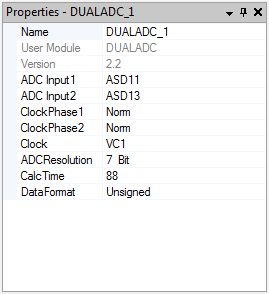 Properties - DUALADC_1
Name DUALADC_1
User Module DUALADC
Version 2.2
ADC Input1 ASD11
ADC Input2 ASD13
ClockPhase1 Norm
ClockPhase2 Norm
Clock VC1
ADCResolution 7 Bit
CalcTime 88
DataFormat Unsigned